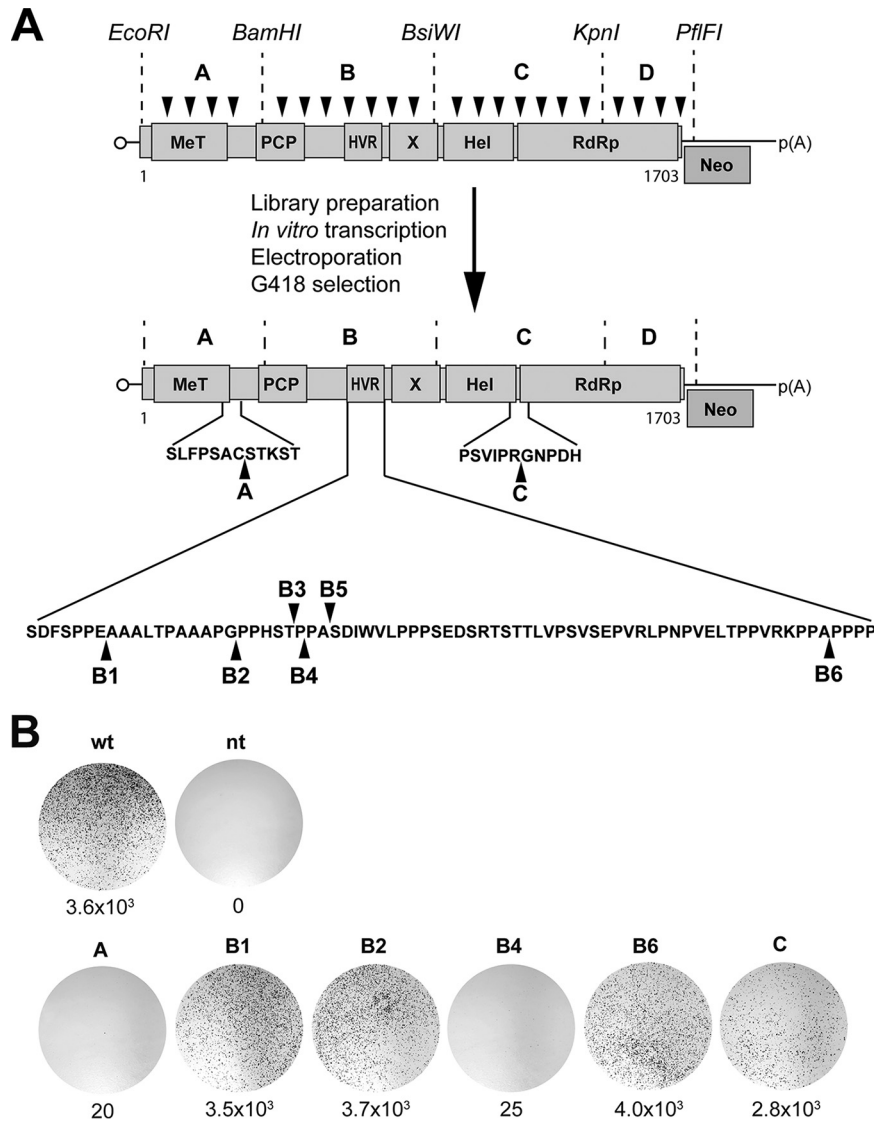 A
EcoRI BamHI BsiWI KpnI PflFI
A B C D
MeT PCP HVR X Hel RdRp p(A)
1 1703 Neo
Library preparation
In vitro transcription
Electroporation
G418 selection
A B C D
MeT PCP HVR X Hel RdRp p(A)
1 1703 Neo
SLFPSACSTKST PSVIPRGNPDH
A C
B3 B5
SDFSPPEAAALTPAAAPGPPHSTPPASDIWVLPPPSEDSRTSTTLVPSVSEPVRLPNPVELTPPVRKPPAPPPP
B1 B2 B4 B6
B
wt nt
3.6x10³ 0
A B1 B2 B4 B6 C
20 3.5x10³ 3.7x10³ 25 4.0x10³ 2.8x10³